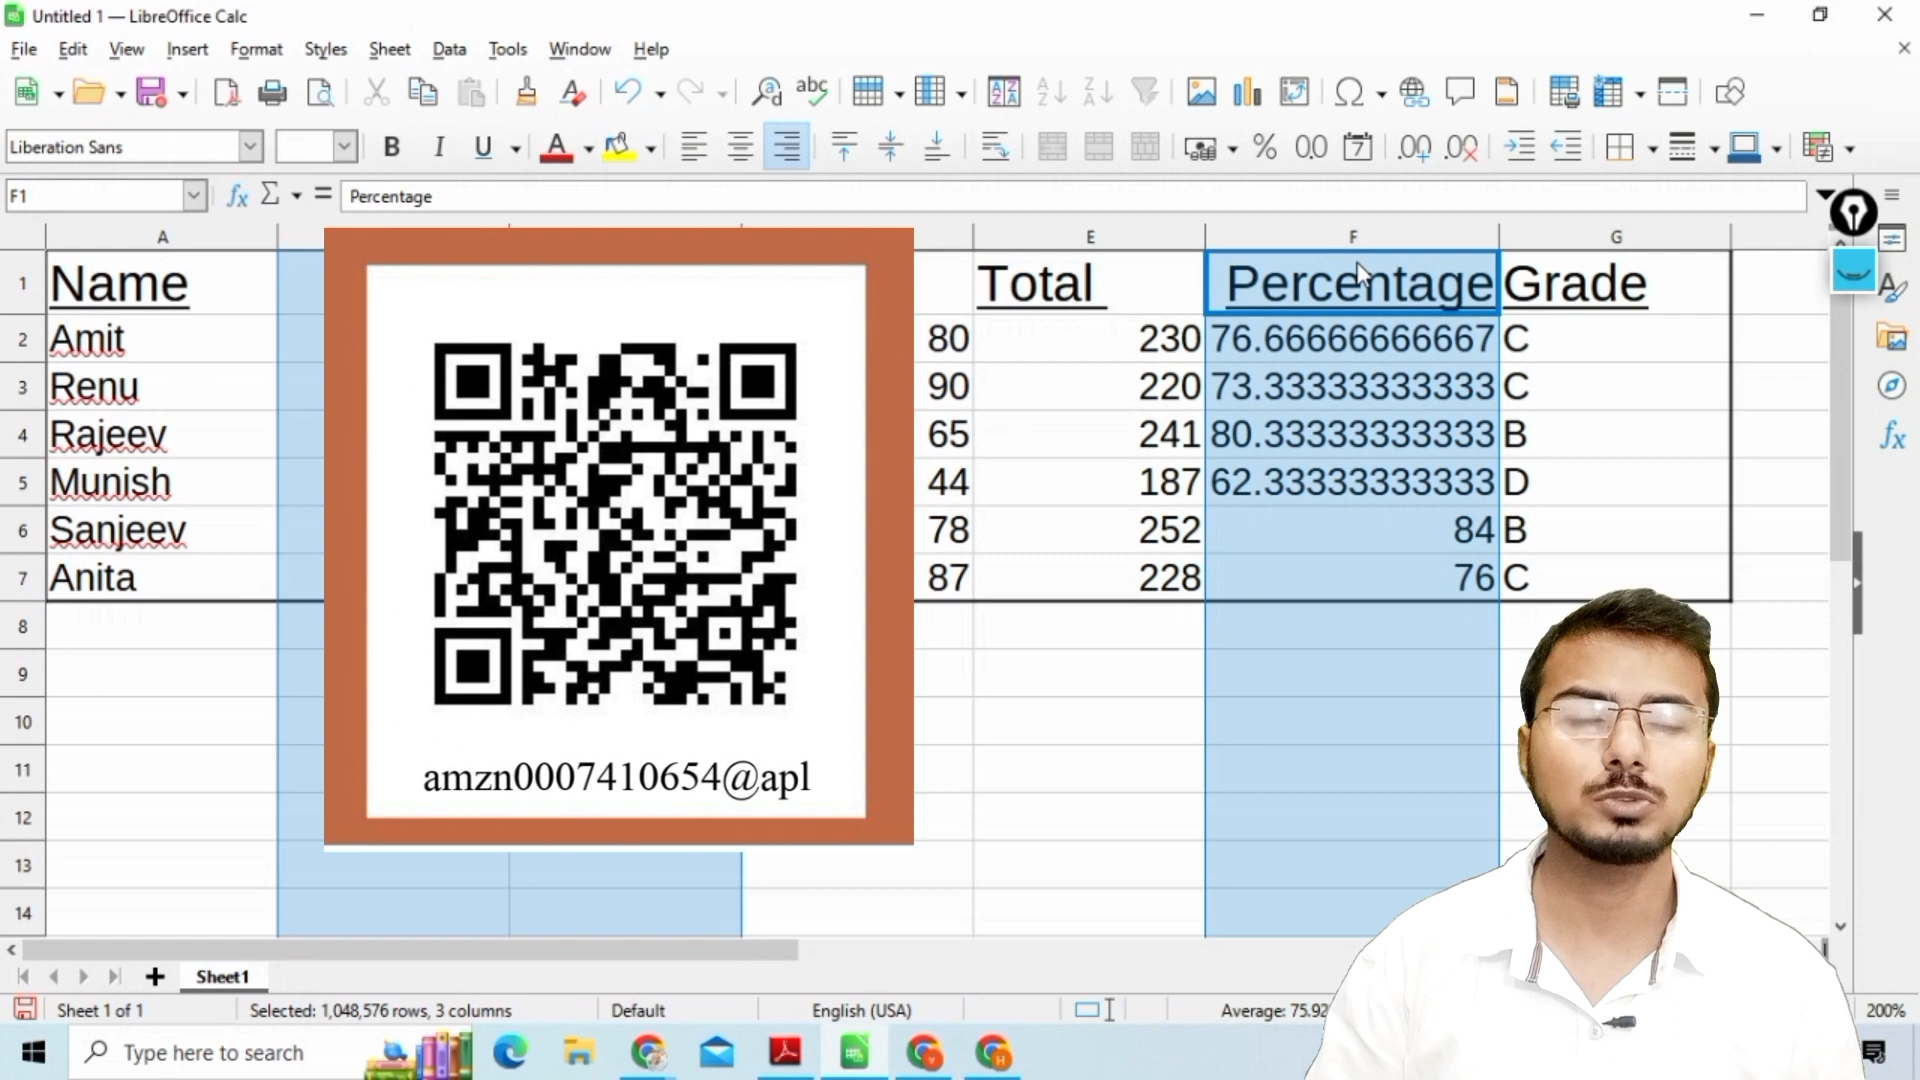 Untitled 1 — LibreOffice Calc
File Edit View Insert Format Styles Sheet Data Tools Window Help
Liberation Sans
F1 Percentage
A E F G
1 Name Total Percentage Grade
2 Amit 80 230 76.66666666667 C
3 Renu 90 220 73.33333333333 C
4 Rajeev 65 241 80.33333333333 B
5 Munish 44 187 62.33333333333 D
6 Sanjeev 78 252 84 B
7 Anita 87 228 76 C
8
9
10
11
12
13
14
amzn0007410654@apl
Sheet1
Sheet 1 of 1 Selected: 1,048,576 rows, 3 columns Default English (USA) Average: 75.92 200%
Type here to search